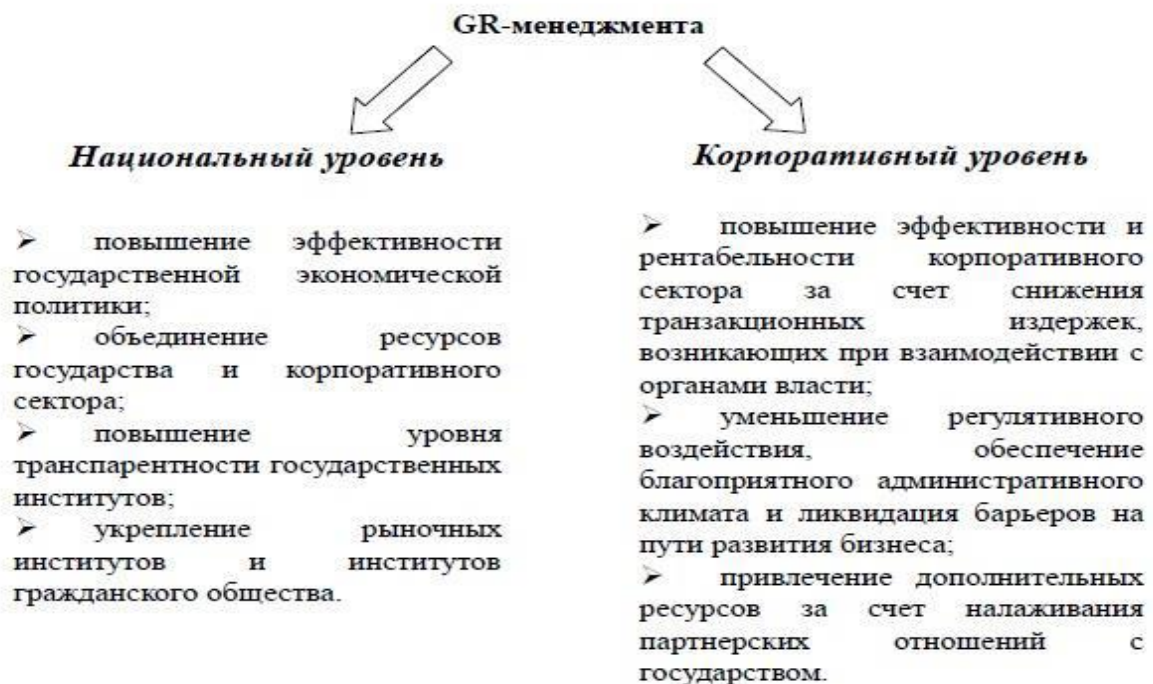 GR-менеджмента
Национальный уровень
➢ повышение эффективности
государственной экономической
политики;
➢ объединение ресурсов
государства и корпоративного
сектора;
➢ повышение уровня
транспарентности государственных
институтов;
➢ укрепление рыночных
институтов и институтов
гражданского общества.
Корпоративный уровень
➢ повышение эффективности и
рентабельности корпоративного
сектора за счет снижения
транзакционных издержек,
возникающих при взаимодействии с
органами власти;
➢ уменьшение регулятивного
воздействия, обеспечение
благоприятного административного
климата и ликвидация барьеров на
пути развития бизнеса;
➢ привлечение дополнительных
ресурсов за счет налаживания
партнерских отношений с
государством.